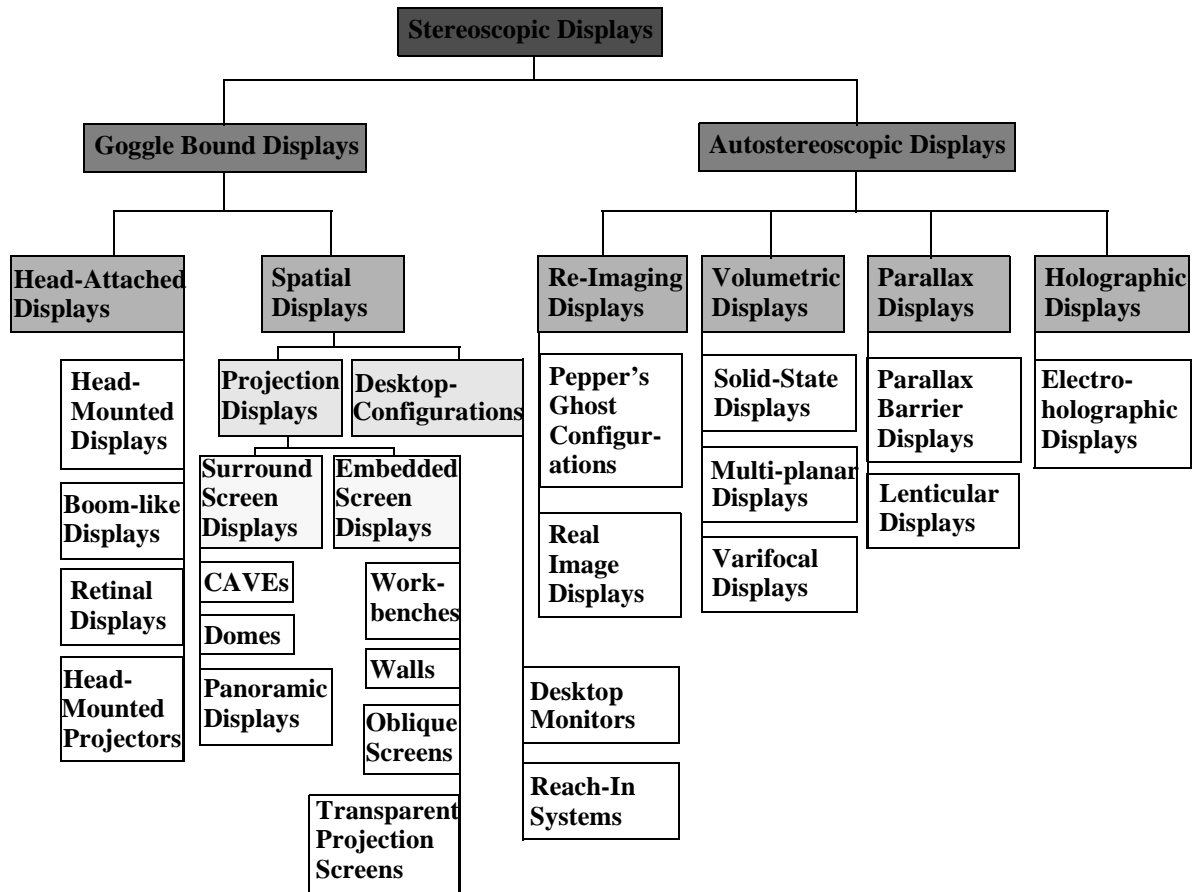 Stereoscopic Displays
Goggle Bound Displays
Autostereoscopic Displays
Head-Attached
Displays
Spatial
Displays
Re-Imaging
Displays
Volumetric
Displays
Parallax
Displays
Holographic
Displays
Head-
Mounted
Displays
Boom-like
Displays
Retinal
Displays
Head-
Mounted
Projectors
Projection
Displays
Desktop-
Configurations
Surround
Screen
Displays
Embedded
Screen
Displays
CAVEs
Domes
Panoramic
Displays
Work-
benches
Walls
Oblique
Screens
Transparent
Projection
Screens
Desktop
Monitors
Reach-In
Systems
Pepper's
Ghost
Configur-
ations
Real
Image
Displays
Solid-State
Displays
Multi-planar
Displays
Varifocal
Displays
Parallax
Barrier
Displays
Lenticular
Displays
Electro-
holographic
Displays